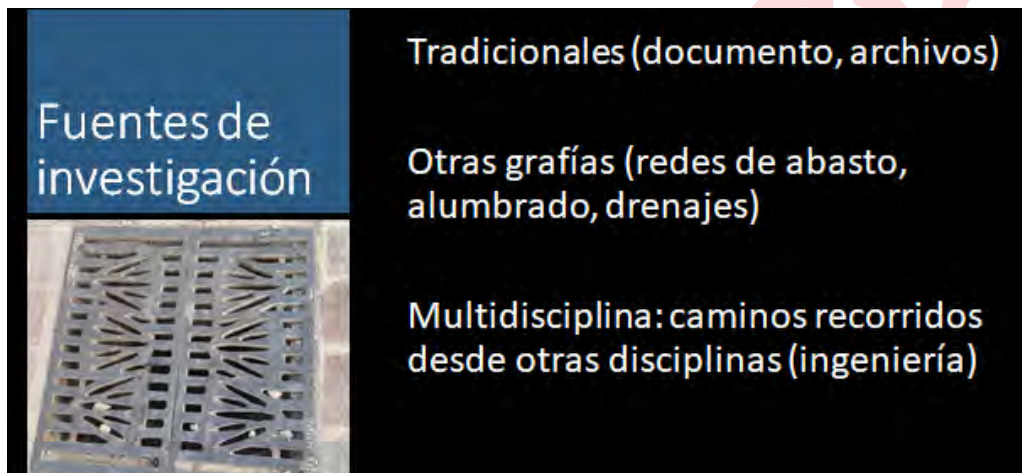 Fuentes de
investigación
Tradicionales (documento, archivos)
Otras grafías (redes de abasto,
alumbrado, drenajes)
Multidisciplina: caminos recorridos
desde otras disciplinas (ingeniería)